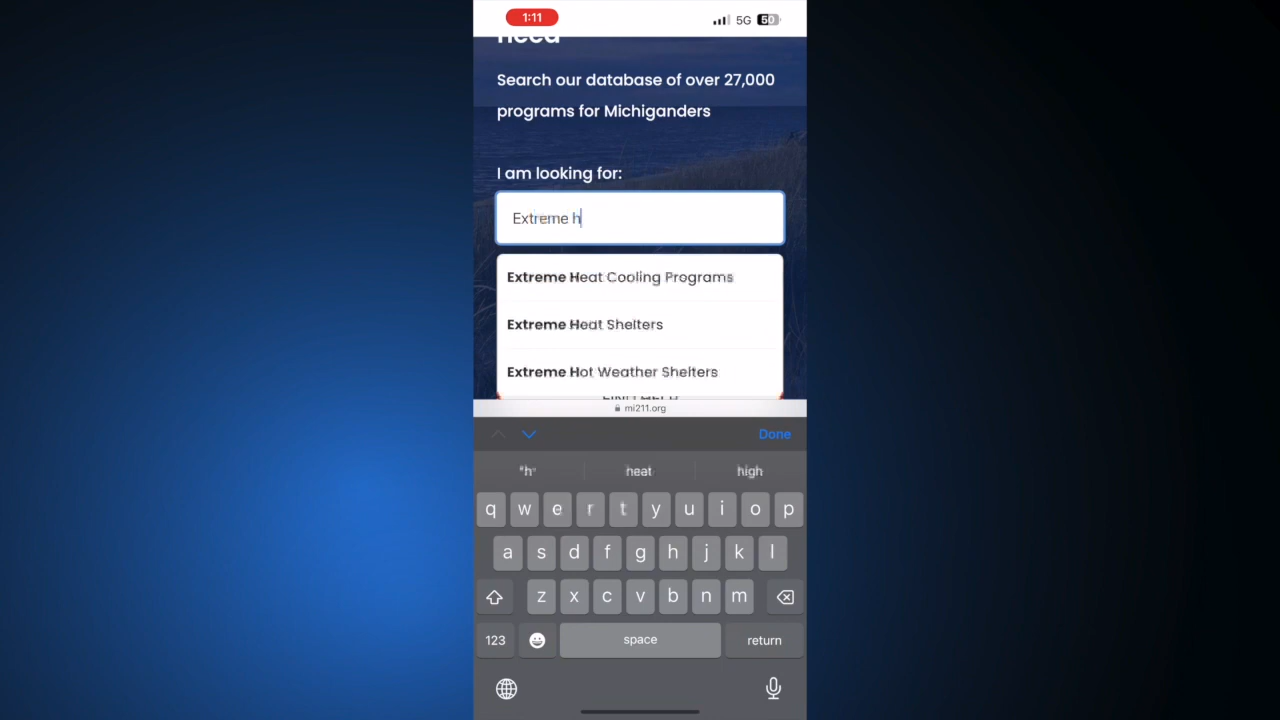 1:11
5G 50
need
Search our database of over 27,000
programs for Michiganders
I am looking for:
Extreme h
Extreme Heat Cooling Programs
Extreme Heat Shelters
Extreme Hot Weather Shelters
mi211.org
Done
"h" heat high
q w e r t y u i o p
a s d f g h j k l
z x c v b n m
123 space return